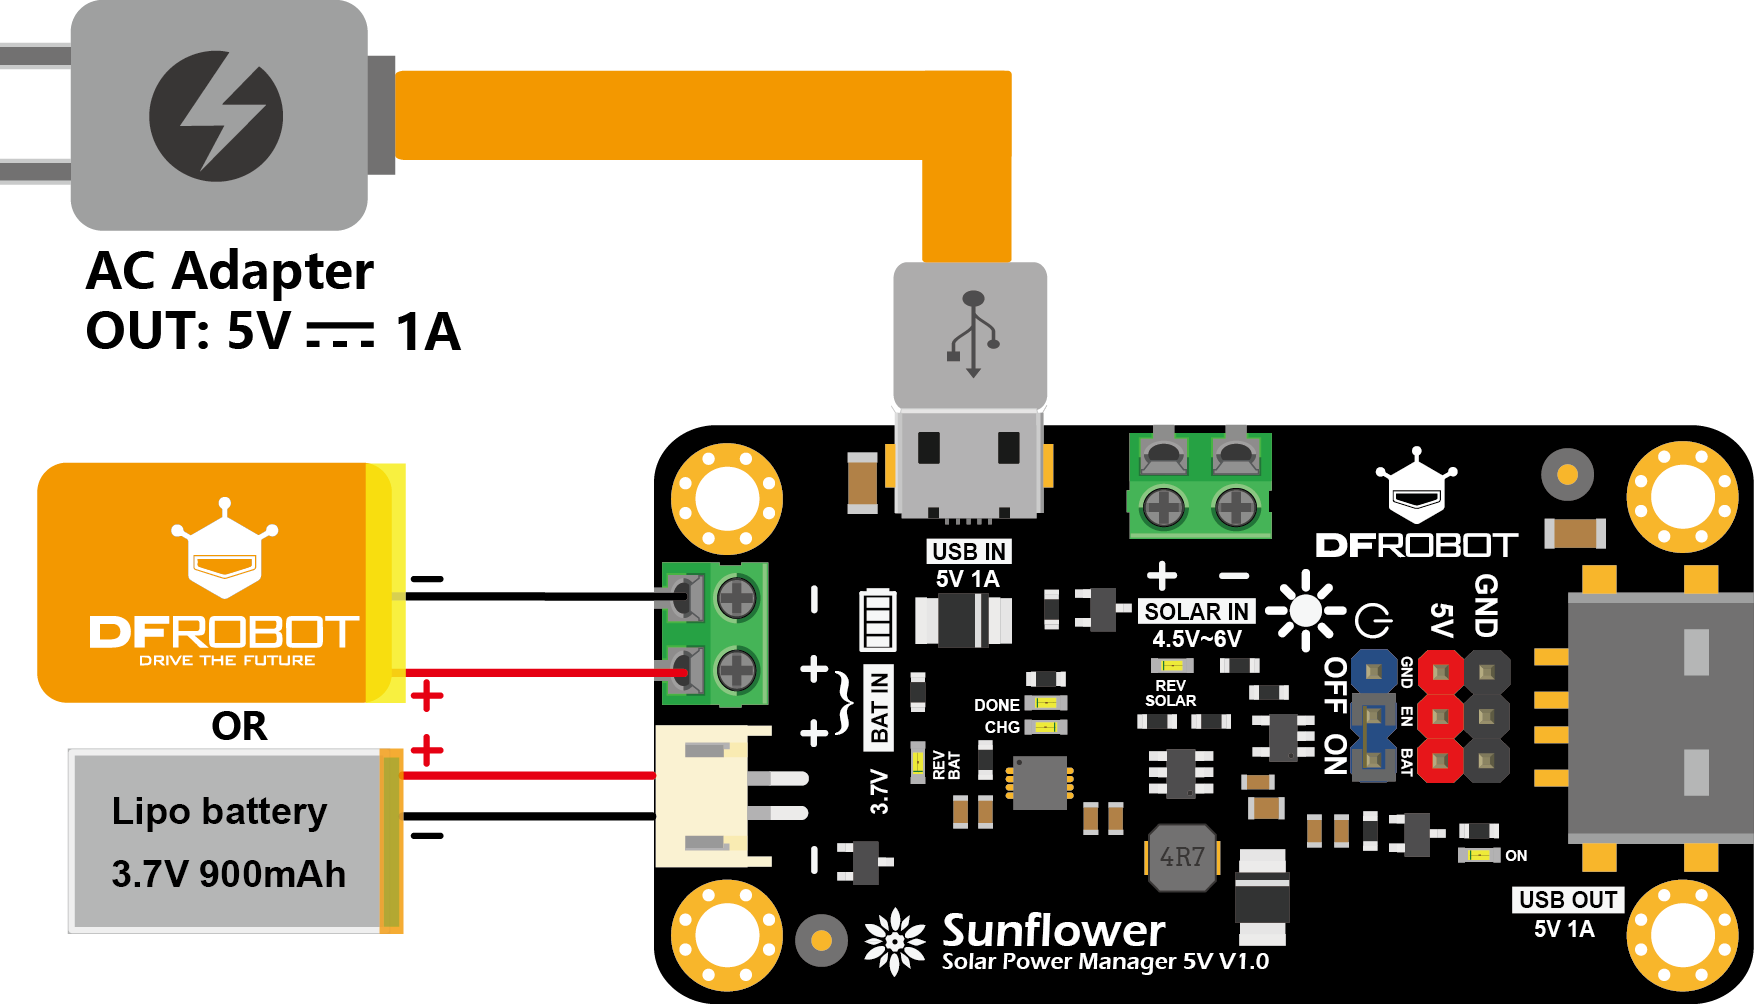 AC Adapter
OUT: 5V 1A
DFROBOT
DRIVE THE FUTURE
−
+
OR
+
−
Lipo battery
3.7V 900mAh
USB IN
5V 1A
−
+
+
−
BAT IN
3.7V
+ −
SOLAR IN
4.5V~6V
REV
SOLAR
DONE
CHG
REV
BAT
DFROBOT
OFF ON
GND
EN
BAT
5V
GND
4R7
ON
USB OUT
5V 1A
Sunflower
Solar Power Manager 5V V1.0